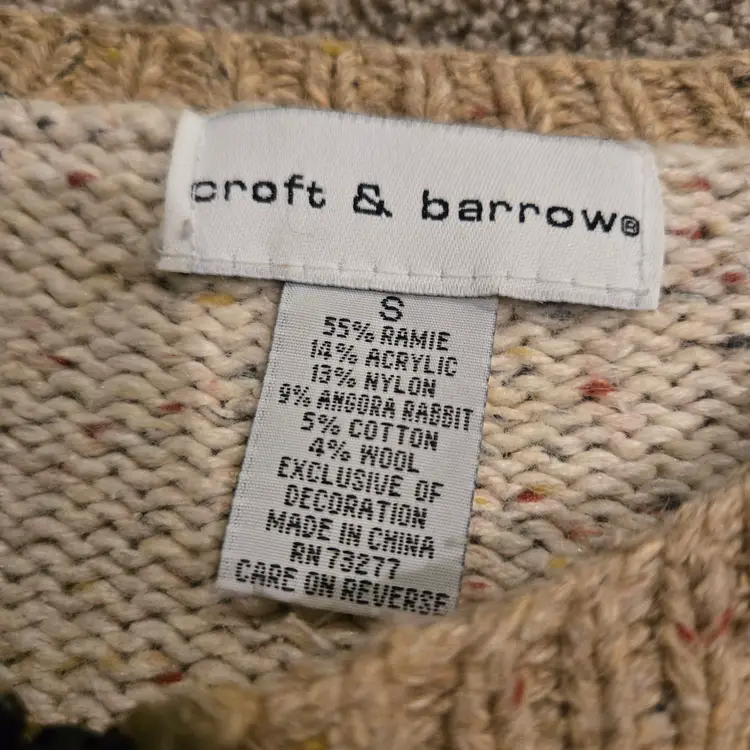 croft & barrow®
S
55% RAMIE
14% ACRYLIC
13% NYLON
9% ANGORA RABBIT
5% COTTON
4% WOOL
EXCLUSIVE OF
DECORATION
MADE IN CHINA
RN 73277
CARE ON REVERSE